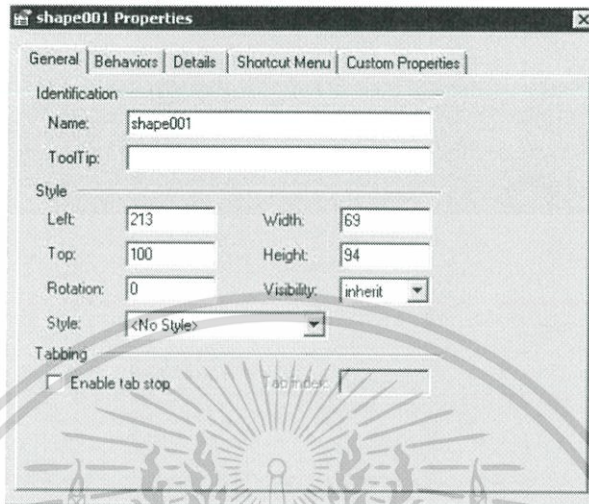 shape001 Properties
General Behaviors Details Shortcut Menu Custom Properties
Identification
Name: shape001
ToolTip:
Style
Left: 213 Width: 69
Top: 100 Height: 94
Rotation: 0 Visibility: inherit
Style: <No Style>
Tabbing
Enable tab stop Tab index: